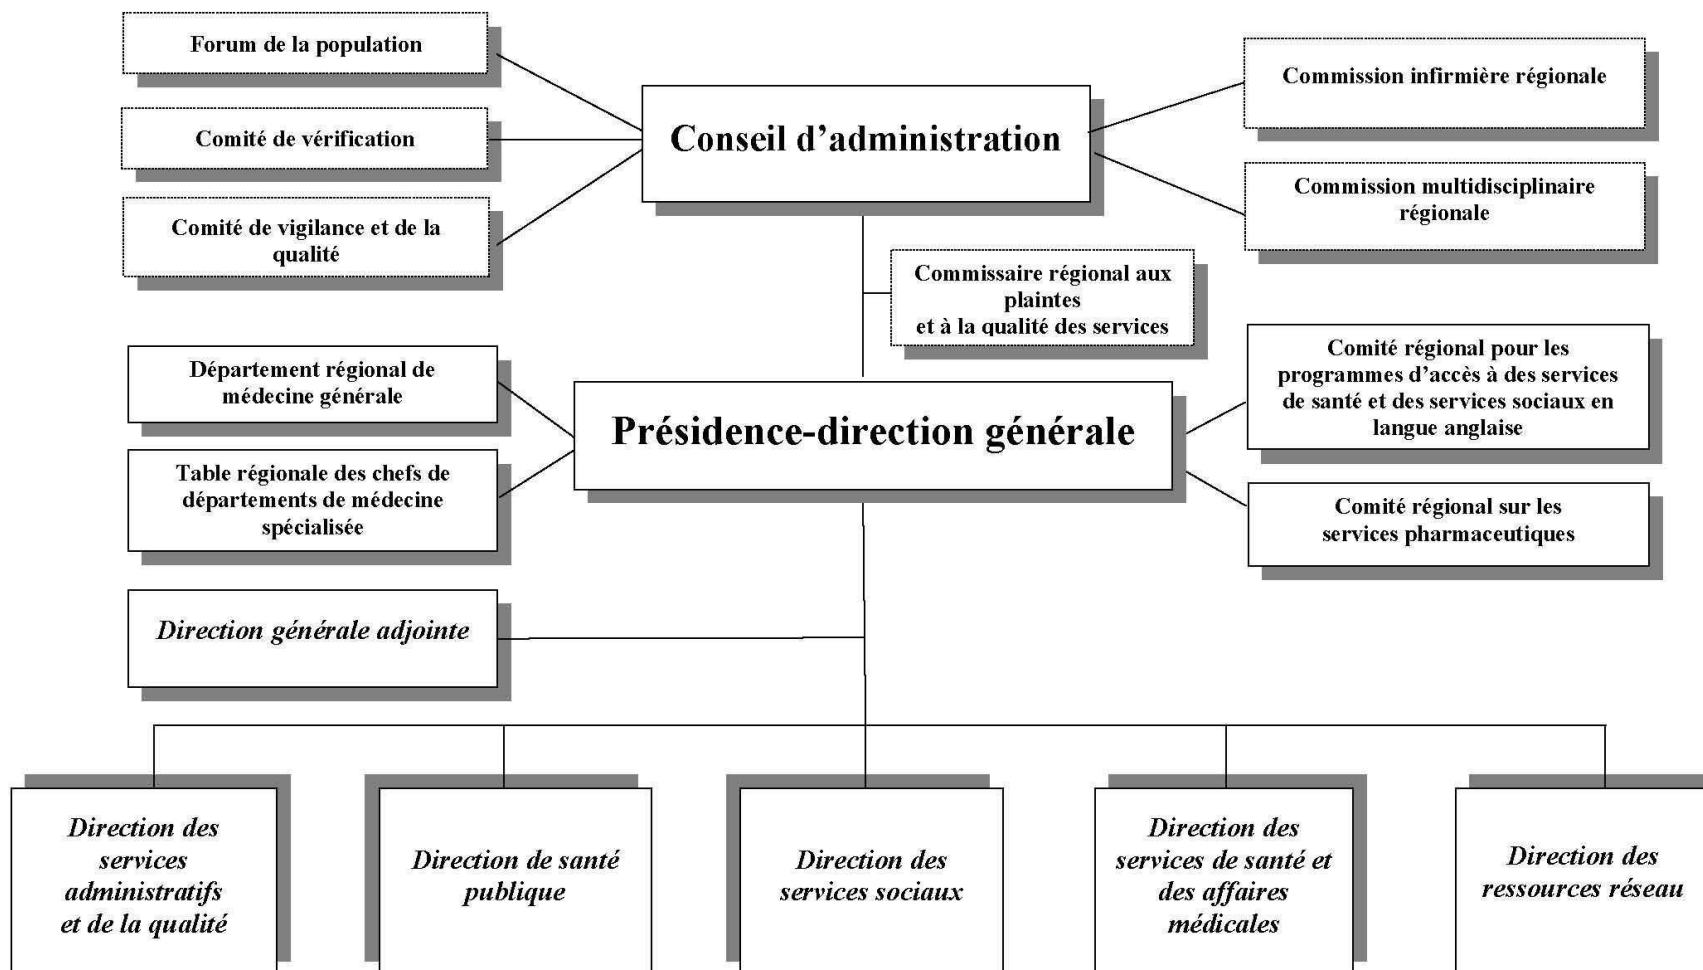 Forum de la population
Comité de vérification
Comité de vigilance et de la
qualité
Conseil d’administration
Commission infirmière régionale
Commission multidisciplinaire
régionale
Commissaire régional aux
plaintes
et à la qualité des services
Département régional de
médecine générale
Table régionale des chefs de
départements de médecine
spécialisée
Présidence-direction générale
Comité régional pour les
programmes d’accès à des services
de santé et des services sociaux en
langue anglaise
Comité régional sur les
services pharmaceutiques
Direction générale adjointe
Direction des
services
administratifs
et de la qualité
Direction de santé
publique
Direction des
services sociaux
Direction des
services de santé et
des affaires
médicales
Direction des
ressources réseau